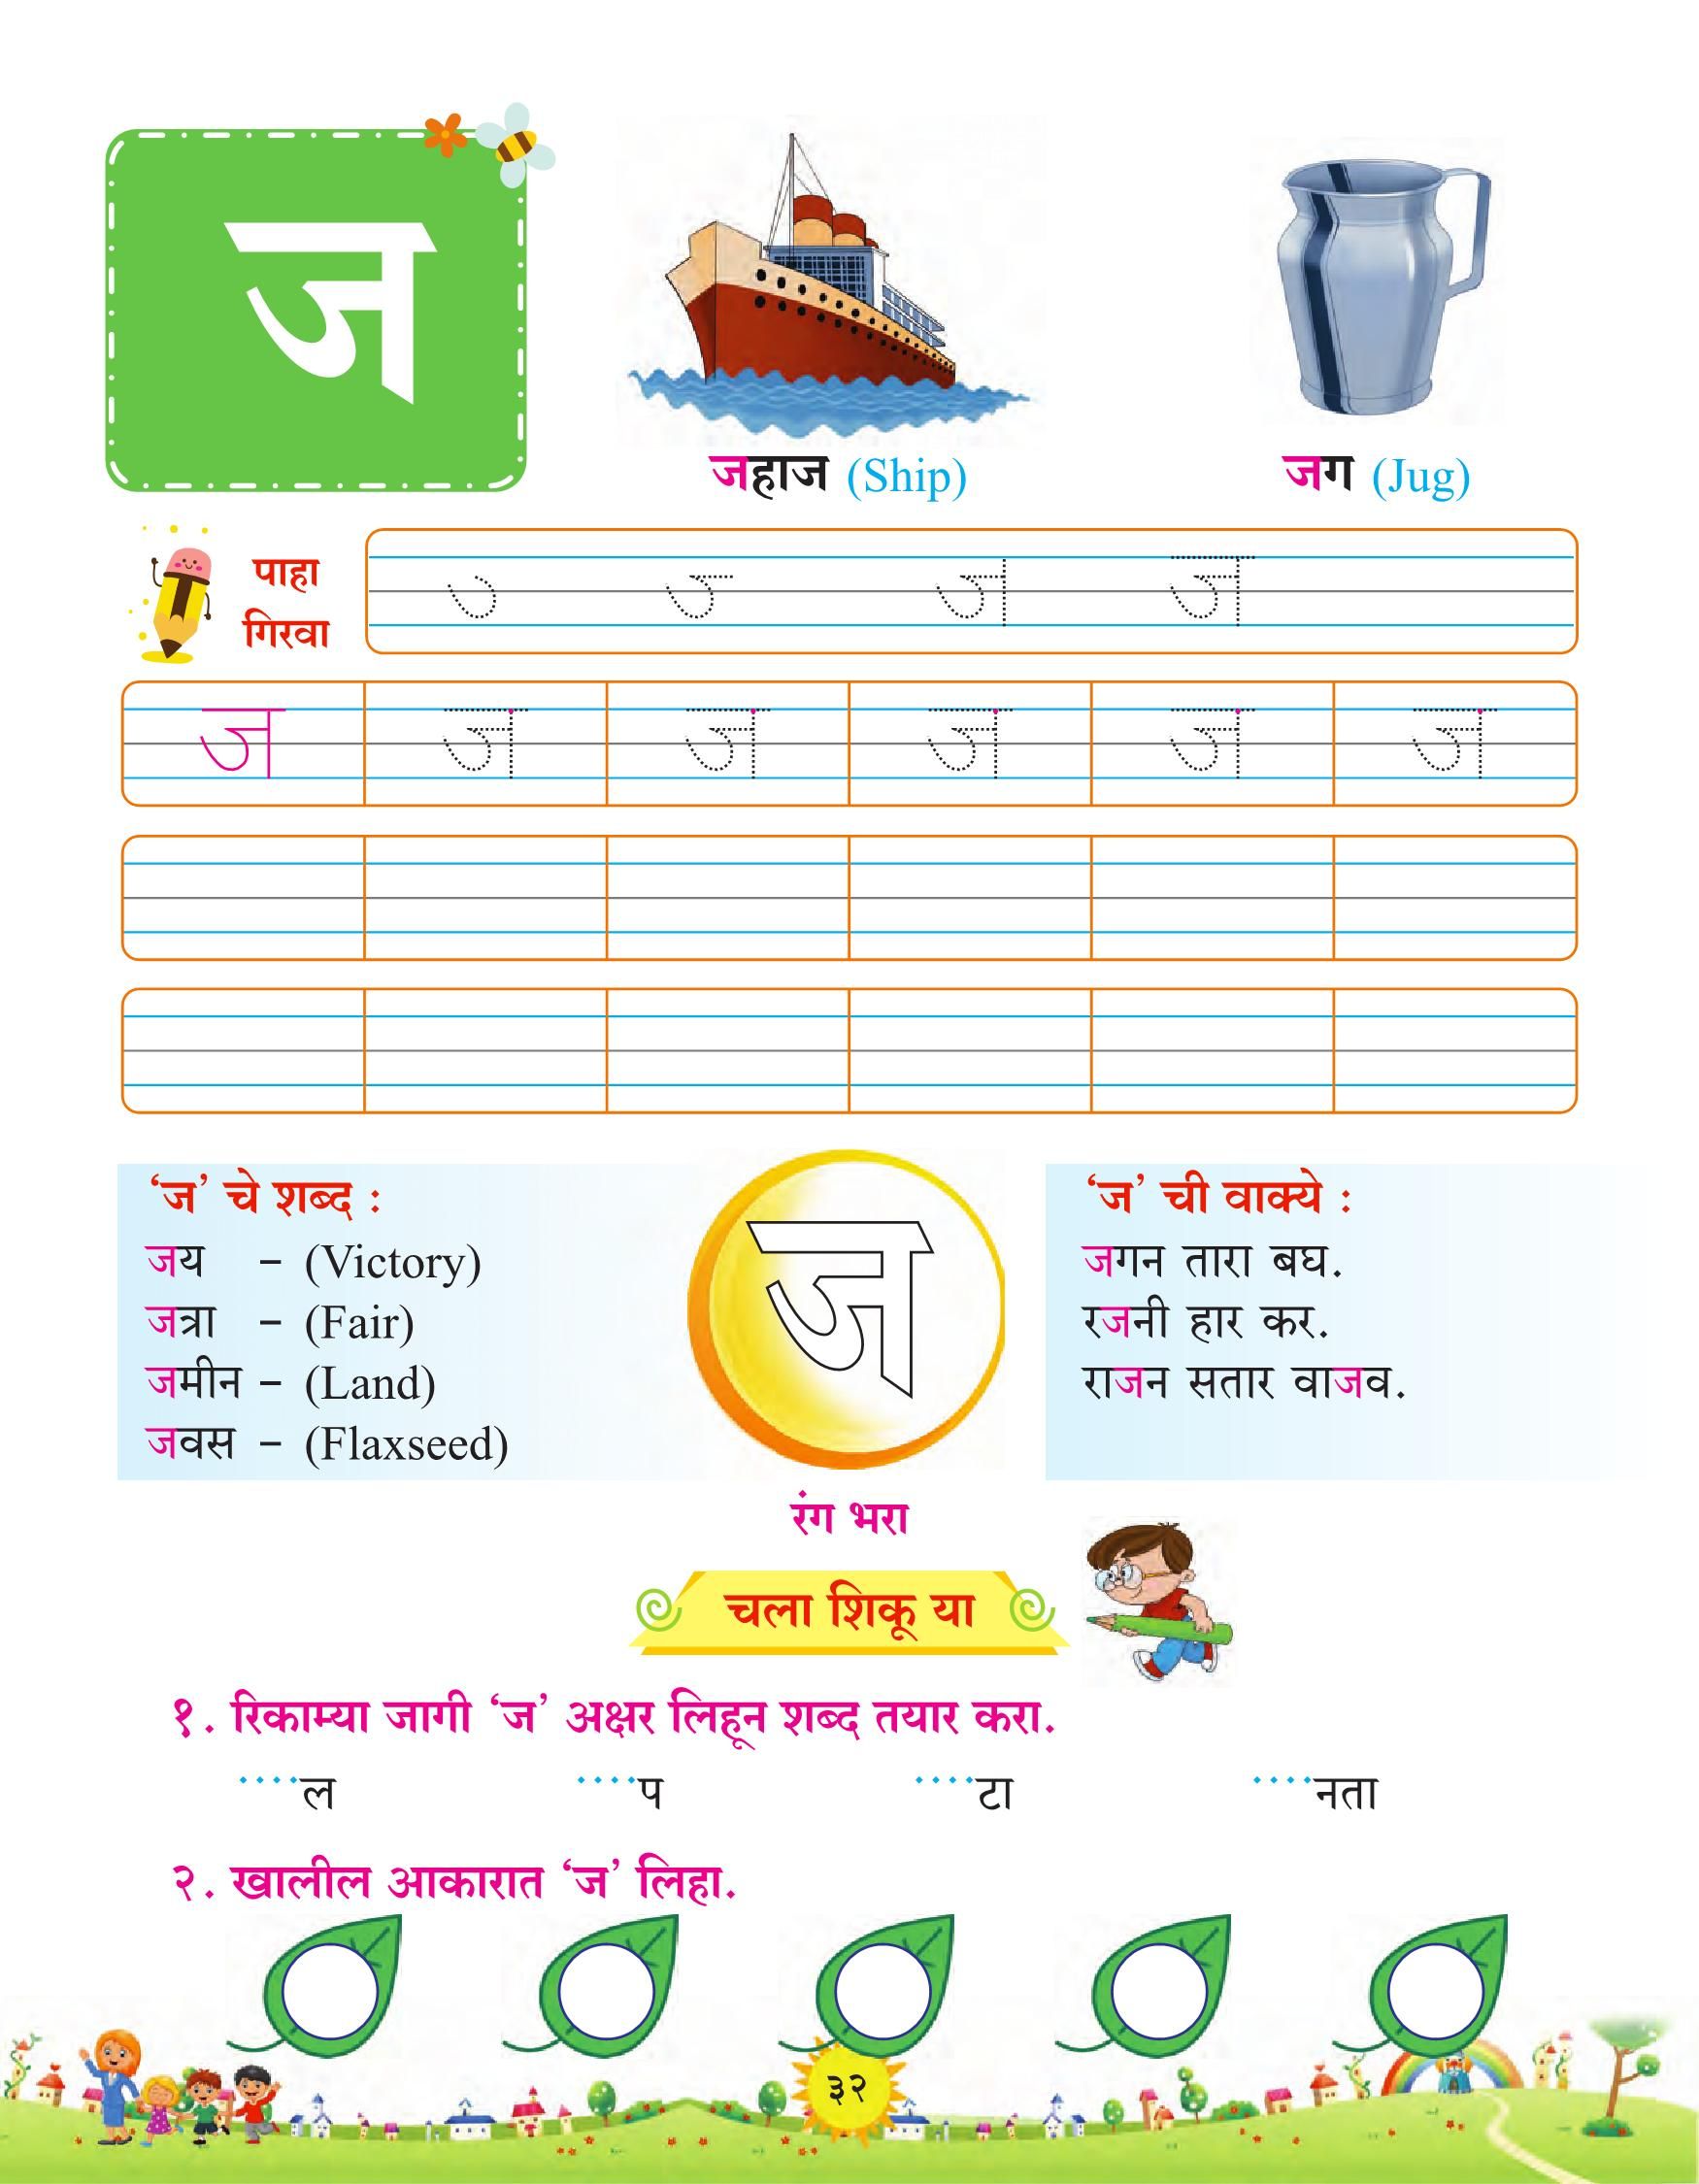 ज
जहाज (Ship)
जग (Jug)
पाहा
गिरवा
ज
ज ज ज ज ज ज
‘ज’ चे शब्द :
जय – (Victory)
जत्रा – (Fair)
जमीन – (Land)
जवस – (Flaxseed)
ज
रंग भरा
‘ज’ ची वाक्ये :
जगन तारा बघ.
रजनी हार कर.
राजन सतार वाजव.
चला शिकू या
१. रिकाम्या जागी ‘ज’ अक्षर लिहून शब्द तयार करा.
....ल ....प ....टा ....नता
२. खालील आकारात ‘ज’ लिहा.
३२